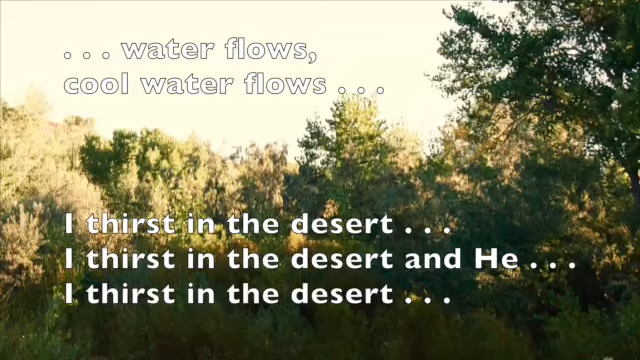 . . . water flows,
cool water flows . . .
I thirst in the desert . . .
I thirst in the desert and He . . .
I thirst in the desert . . .